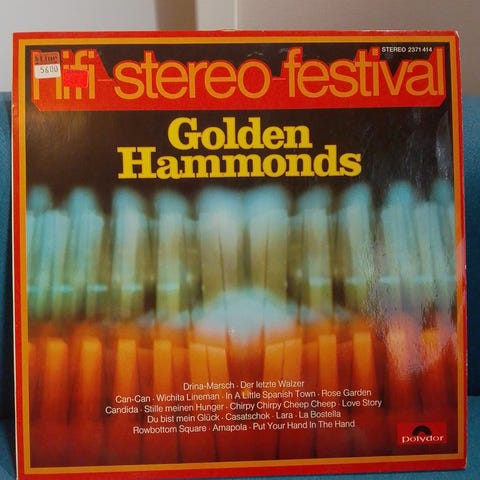 hifi-stereo-festival
STEREO 2371 414
Golden
Hammonds
Drina-Marsch · Der letzte Walzer
Can-Can · Wichita Lineman · In A Little Spanish Town · Rose Garden
Candida · Stille meinen Hunger · Chirpy Chirpy Cheep Cheep · Love Story
Du bist mein Glück · Casatschok · Lara · La Bostella
Rowbottom Square · Amapola · Put Your Hand In The Hand
Polydor